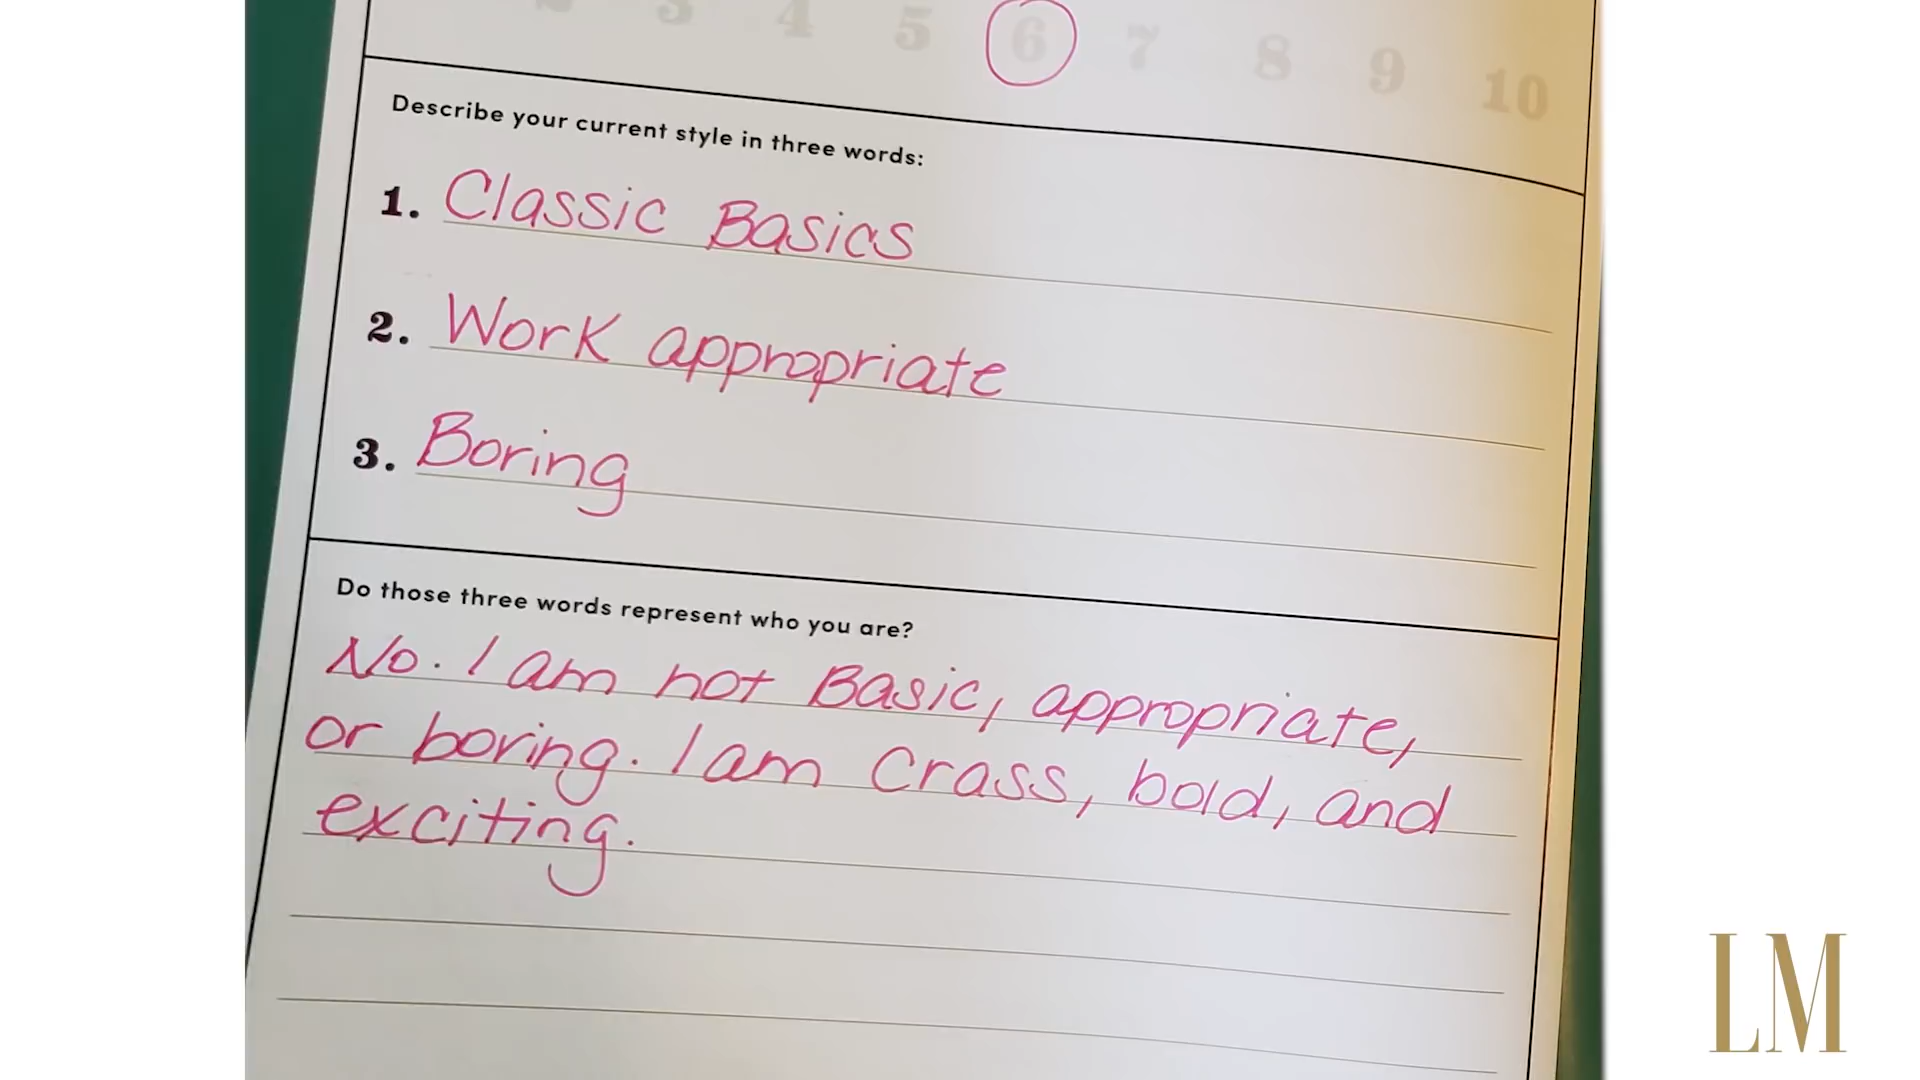 2 3 4 5 6 7 8 9 10
Describe your current style in three words:
1. Classic Basics
2. Work appropriate
3. Boring
Do those three words represent who you are?
No. I am not Basic, appropriate,
or boring. I am Crass, bold, and
exciting.
LM